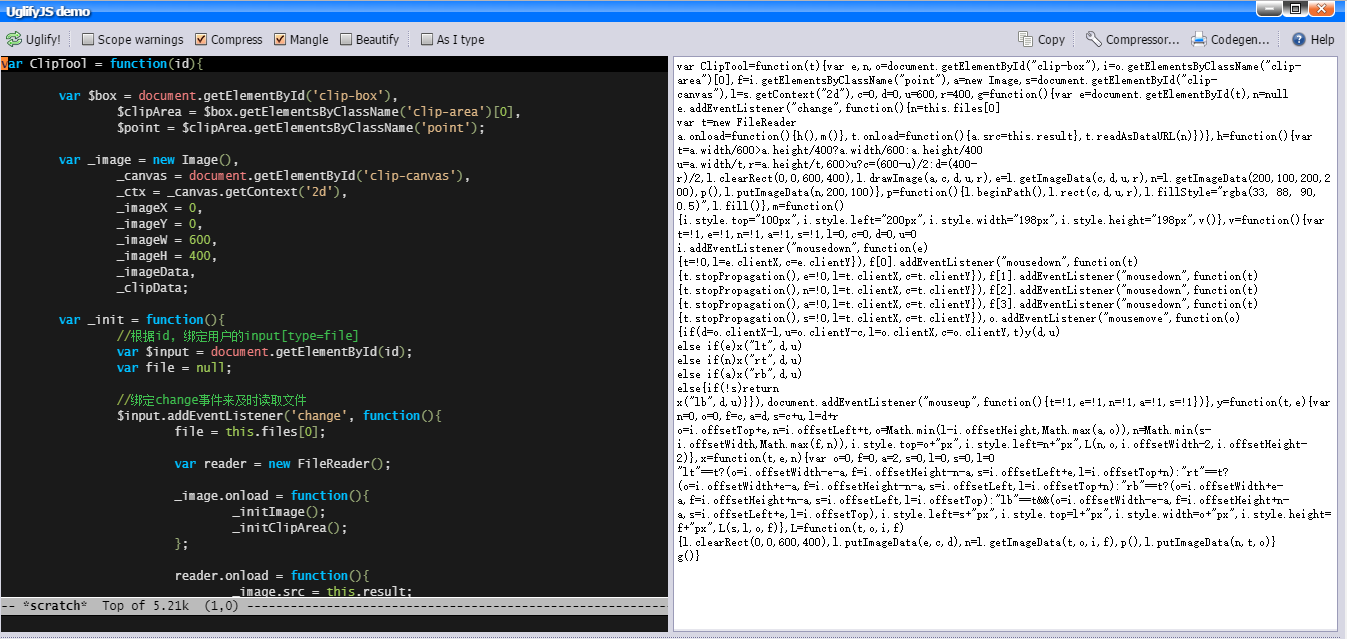 UglifyJS demo
Uglify! Scope warnings Compress Mangle Beautify As I type Copy Compressor... Codegen... Help
var ClipTool = function(id){
var $box = document.getElementById('clip-box'),
$clipArea = $box.getElementsByClassName('clip-area')[0],
$point = $clipArea.getElementsByClassName('point');
var _image = new Image(),
_canvas = document.getElementById('clip-canvas'),
_ctx = _canvas.getContext('2d'),
_imageX = 0,
_imageY = 0,
_imageW = 600,
_imageH = 400,
_imageData,
_clipData;
var _init = function(){
//根据id, 绑定用户的input[type=file]
var $input = document.getElementById(id);
var file = null;
//绑定change事件来及时读取文件
$input.addEventListener('change', function(){
file = this.files[0];
var reader = new FileReader();
_image.onload = function(){
_initImage();
_initClipArea();
};
reader.onload = function(){
_image.src = this.result;
-- *scratch* Top of 5.21k (1,0) ------------------------------------------------------
var ClipTool=function(t){var e,n,o=document.getElementById("clip-box"),i=o.getElementsByClassName("clip-
area")[0],f=i.getElementsByClassName("point"),a=new Image,s=document.getElementById("clip-
canvas"),l=s.getContext("2d"),c=0,d=0,u=600,r=400,g=function(){var e=document.getElementById(t),n=null
e.addEventListener("change",function(){n=this.files[0]
var t=new FileReader
a.onload=function(){h(),m()},t.onload=function(){a.src=this.result},t.readAsDataURL(n)})},h=function(){var
t=a.width/600>a.height/400?a.width/600:a.height/400
u=a.width/t,r=a.height/t,600>u?c=(600-u)/2:d=(400-
r)/2,l.clearRect(0,0,600,400),l.drawImage(a,c,d,u,r),e=l.getImageData(c,d,u,r),n=l.getImageData(200,100,200,2
00),p(),l.putImageData(n,200,100)},p=function(){l.beginPath(),l.rect(c,d,u,r),l.fillStyle="rgba(33, 88, 90,
0.5)",l.fill()},m=function()
{i.style.top="100px",i.style.left="200px",i.style.width="198px",i.style.height="198px",v()},v=function(){var
t=!1,e=!1,n=!1,a=!1,s=!1,l=0,c=0,d=0,u=0
i.addEventListener("mousedown",function(e)
{t=!0,l=e.clientX,c=e.clientY}),f[0].addEventListener("mousedown",function(t)
{t.stopPropagation(),e=!0,l=t.clientX,c=t.clientY}),f[1].addEventListener("mousedown",function(t)
{t.stopPropagation(),n=!0,l=t.clientX,c=t.clientY}),f[2].addEventListener("mousedown",function(t)
{t.stopPropagation(),a=!0,l=t.clientX,c=t.clientY}),f[3].addEventListener("mousedown",function(t)
{t.stopPropagation(),s=!0,l=t.clientX,c=t.clientY}),o.addEventListener("mousemove",function(o)
{if(d=o.clientX-l,u=o.clientY-c,l=o.clientX,c=o.clientY,t)y(d,u)
else if(e)x("lt",d,u)
else if(n)x("rt",d,u)
else if(a)x("rb",d,u)
else{if(!s)return
x("lb",d,u)}}),document.addEventListener("mouseup",function(){t=!1,e=!1,n=!1,a=!1,s=!1})},y=function(t,e){var
n=0,o=0,f=c,a=d,s=c+u,l=d+r
o=i.offsetTop+e,n=i.offsetLeft+t,o=Math.min(l-i.offsetHeight,Math.max(a,o)),n=Math.min(s-
i.offsetWidth,Math.max(f,n)),i.style.top=o+"px",i.style.left=n+"px",L(n,o,i.offsetWidth-2,i.offsetHeight-
2)},x=function(t,e,n){var o=0,f=0,a=2,s=0,l=0,s=0,l=0
"lt"==t?(o=i.offsetWidth-e-a,f=i.offsetHeight-n-a,s=i.offsetLeft+e,l=i.offsetTop+n):"rt"==t?
(o=i.offsetWidth+e-a,f=i.offsetHeight-n-a,s=i.offsetLeft,l=i.offsetTop+n):"rb"==t?(o=i.offsetWidth+e-
a,f=i.offsetHeight+n-a,s=i.offsetLeft,l=i.offsetTop):"lb"==t&&(o=i.offsetWidth-e-a,f=i.offsetHeight+n-
a,s=i.offsetLeft+e,l=i.offsetTop),i.style.left=s+"px",i.style.top=l+"px",i.style.width=o+"px",i.style.height=
f+"px",L(s,l,o,f)},L=function(t,o,i,f)
{l.clearRect(0,0,600,400),l.putImageData(e,c,d),n=l.getImageData(t,o,i,f),p(),l.putImageData(n,t,o)}
g()}